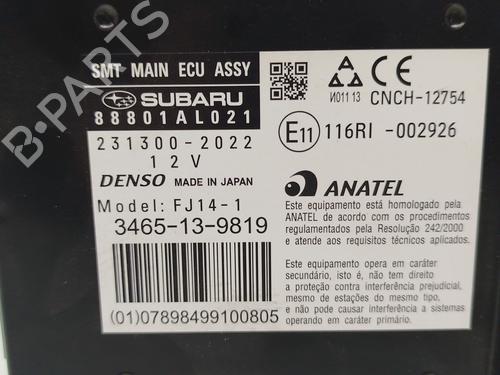 SMT MAIN ECU ASSY
SUBARU
88801AL021
231300-2022
12V
DENSO MADE IN JAPAN
Model: FJ14-1
3465-13-9819
(01)07898499100805
CE
И011 13 CNCH-12754
E11 116RI -002926
ANATEL
Este equipamento está homologado pela
ANATEL de acordo com os procedimentos
regulamentados pela Resolução 242/2000
e atende aos requisitos técnicos aplicados
Este equipamento opera em caráter
secundário, isto é, não tem direito
a proteção contra interferência prejudicial,
mesmo de estações do mesmo tipo,
e não pode causar interferência a sistemas
operando em caráter primário.
B-PARTS